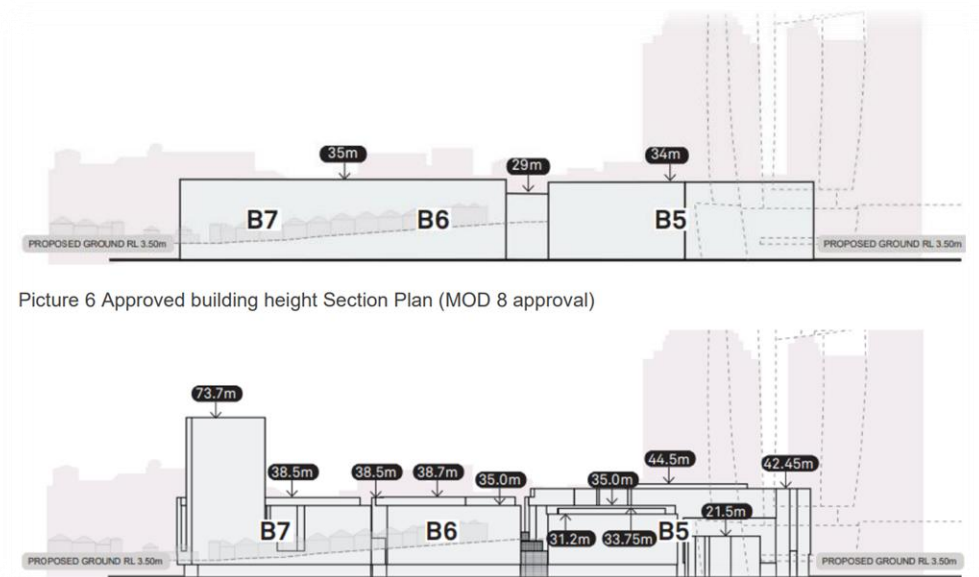 35m
29m
34m
B7
B6
B5
PROPOSED GROUND RL 3.50m
PROPOSED GROUND RL 3.50m
Picture 6 Approved building height Section Plan (MOD 8 approval)
73.7m
38.5m
38.5m
38.7m
35.0m
35.0m
44.5m
42.45m
21.5m
B7
B6
31.2m
33.75m
B5
PROPOSED GROUND RL 3.50m
PROPOSED GROUND RL 3.50m